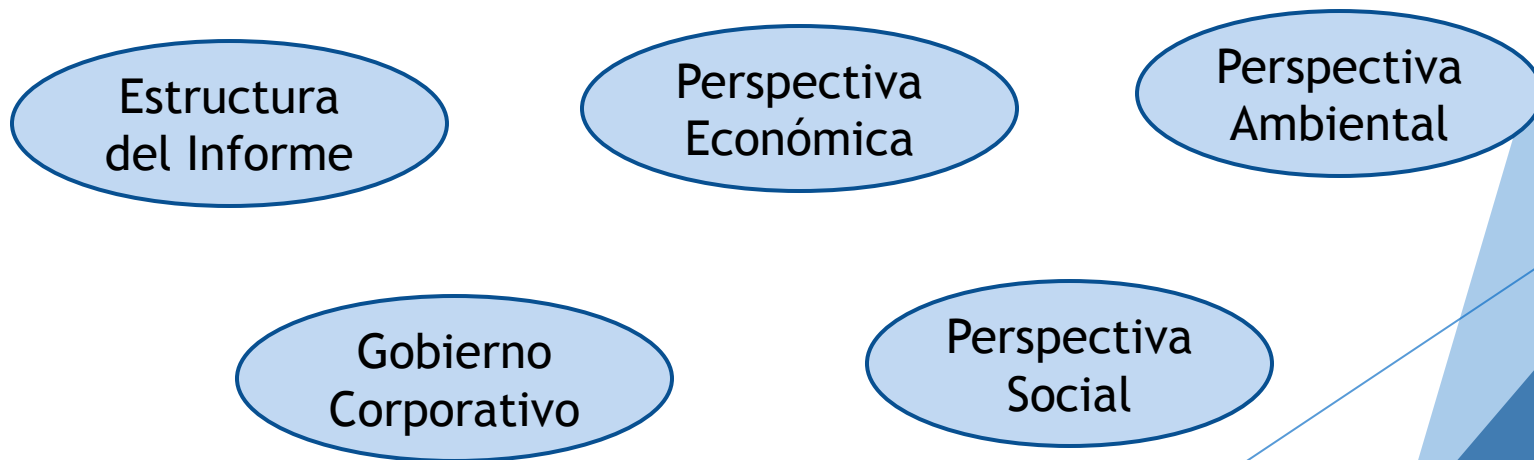 Estructura
del Informe
Perspectiva
Económica
Perspectiva
Ambiental
Gobierno
Corporativo
Perspectiva
Social